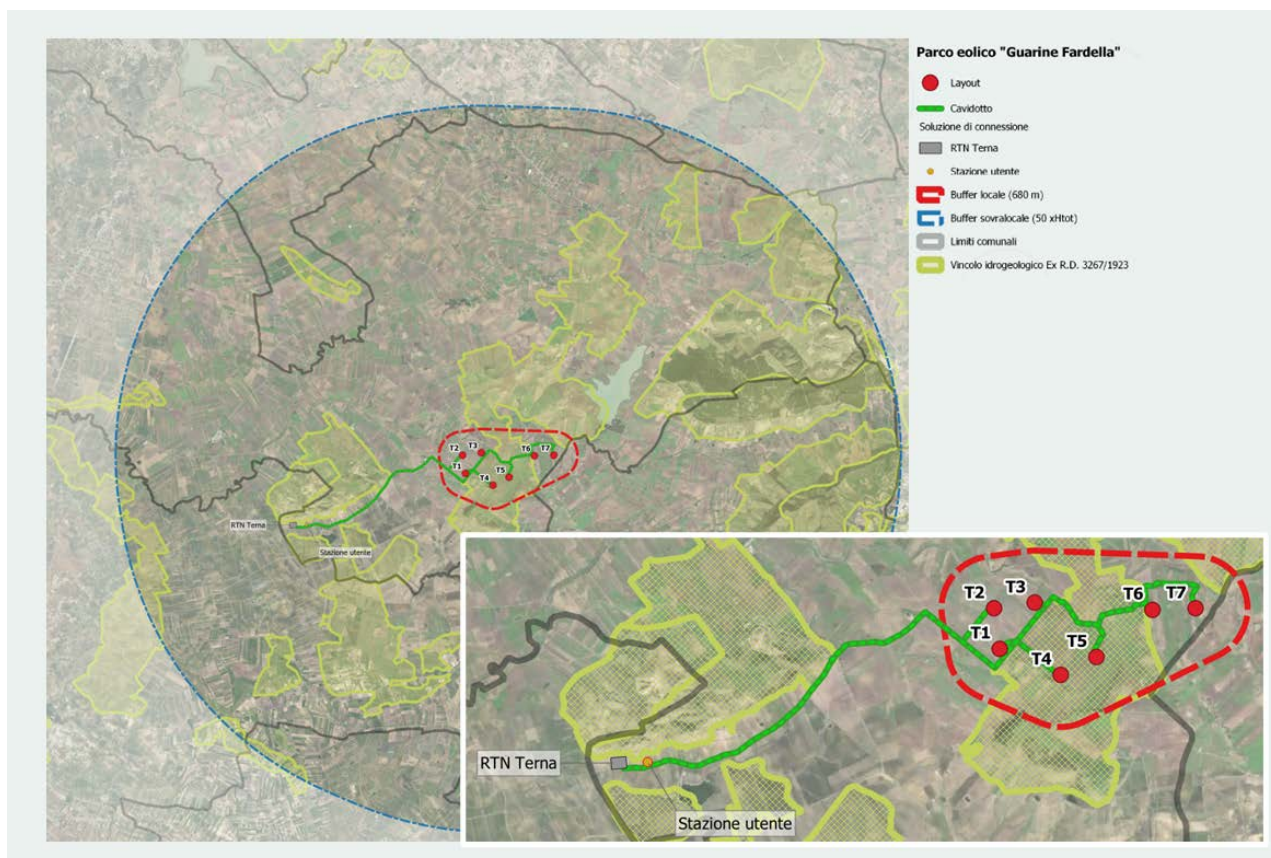 Parco eolico "Guarine Fardella"
Layout
Cavidotto
Soluzione di connessione
RTN Terna
Stazione utente
Buffer locale (680 m)
Buffer sovralocale (50 xHtot)
Limiti comunali
Vincolo idrogeologico Ex R.D. 3267/1923
T2
T3
T6
T7
T1
T5
T4
RTN Terna
Stazione utente
T2
T3
T6
T7
T1
T5
T4
RTN Terna
Stazione utente